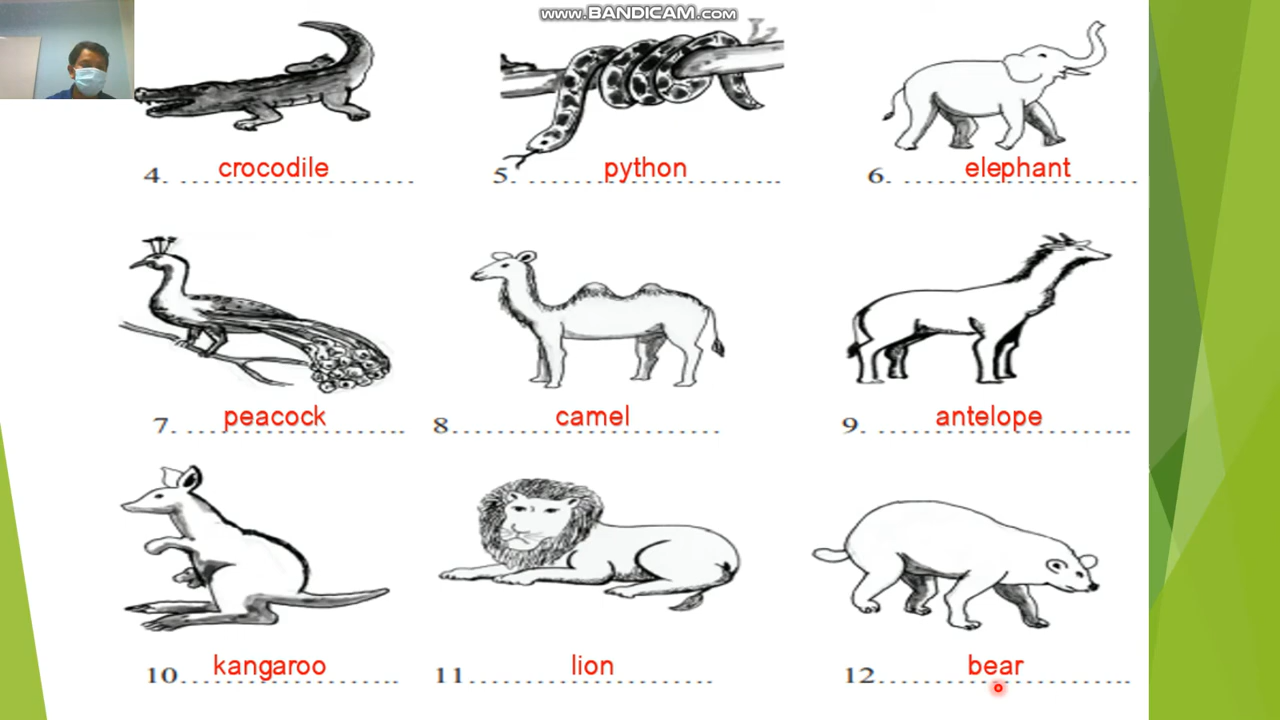 www.BANDICAM.com
4. ........................ crocodile
5. ........................ python
6. ........................ elephant
7. ........................ peacock
8........................... camel
9. ........................ antelope
10........................ kangaroo
11........................ lion
12........................ bear